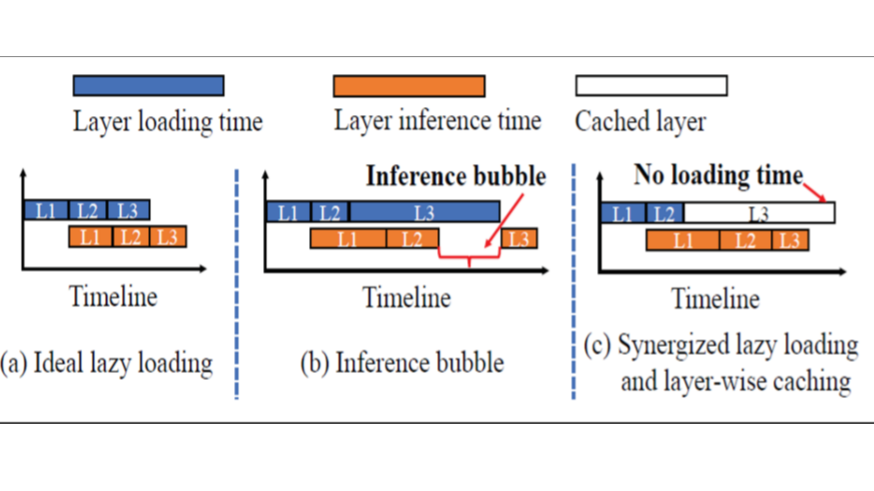 Layer loading time
Layer inference time
Cached layer
L1 L2 L3
L1 L2 L3
Timeline
(a) Ideal lazy loading
Inference bubble
L1 L2 L3
L1 L2 L3
Timeline
(b) Inference bubble
No loading time
L1 L2 L3
L1 L2 L3
Timeline
(c) Synergized lazy loading
and layer-wise caching